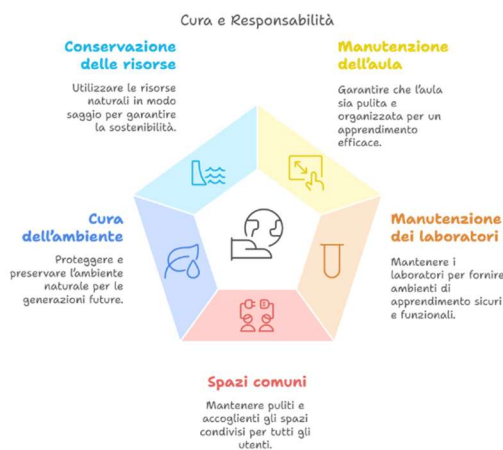 Cura e Responsabilità
Conservazione
delle risorse
Utilizzare le risorse
naturali in modo
saggio per garantire
la sostenibilità.
Manutenzione
dell'aula
Garantire che l'aula
sia pulita e
organizzata per un
apprendimento
efficace.
Cura
dell'ambiente
Proteggere e
preservare l'ambiente
naturale per le
generazioni future.
Manutenzione
dei laboratori
Mantenere i
laboratori per fornire
ambienti di
apprendimento sicuri
e funzionali.
Spazi comuni
Mantenere puliti e
accoglienti gli spazi
condivisi per tutti gli
utenti.